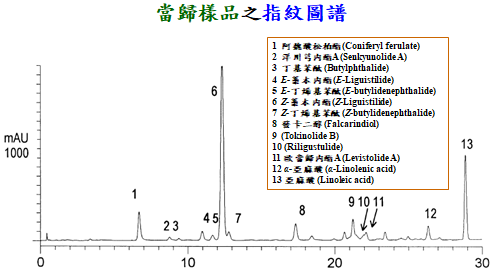 當歸樣品之指紋圖譜
1 阿魏酸松柏酯(Coniferyl ferulate)
2 洋川芎內酯A(Senkyunolide A)
3 丁基苯酞(Butylphthalide)
4 E-藁本內酯(E-Ligustilide)
5 E-丁烯基苯酞(E-butylidenephthalide)
6 Z-藁本內酯(Z-Ligustilide)
7 Z-丁烯基苯酞(Z-butylidenephthalide)
8 發卡二醇(Falcarindiol)
9 (Tokinolide B)
10 (Riligustulide)
11 歐當歸內酯A(Levistolide A)
12 α-亞麻酸(α-Linolenic acid)
13 亞麻酸(Linoleic acid)
mAU
1000
1
2 3
4 5
6
7
8
9
10
11
12
13
0
10
20
30